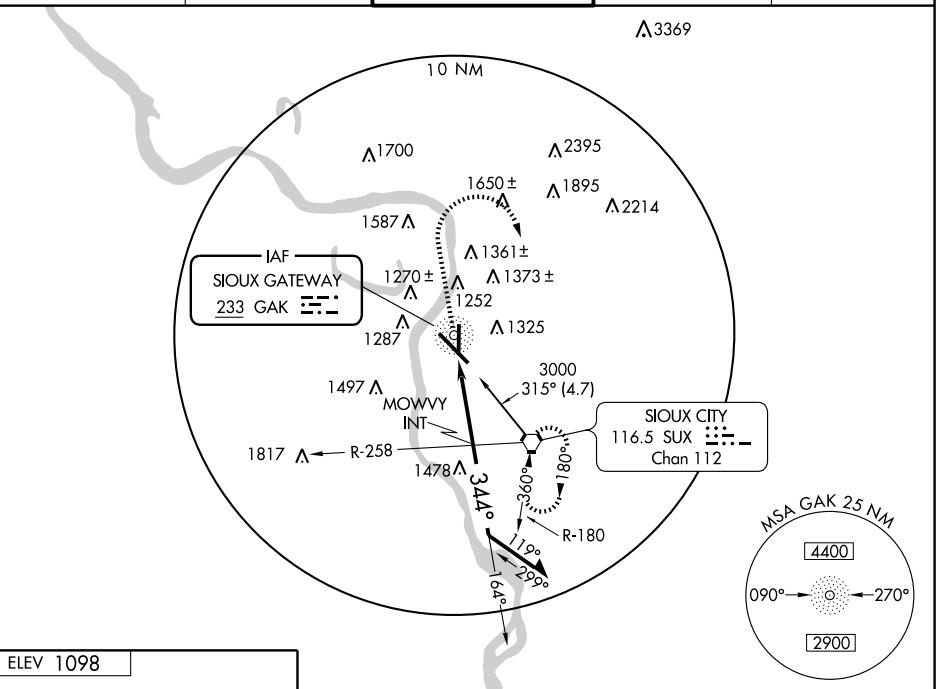 3369
10 NM
1700
2395
1650 ±
1895
2214
1587
IAF
SIOUX GATEWAY
233 GAK
1361 ±
1270 ±
1373 ±
1252
1287
1325
3000
315° (4.7)
1497
MOWVY
INT
SIOUX CITY
116.5 SUX
Chan 112
1817
R-258
1478
344°
360°
180°
R-180
119°
299°
164°
MSA GAK 25 NM
4400
090°
270°
2900
ELEV 1098